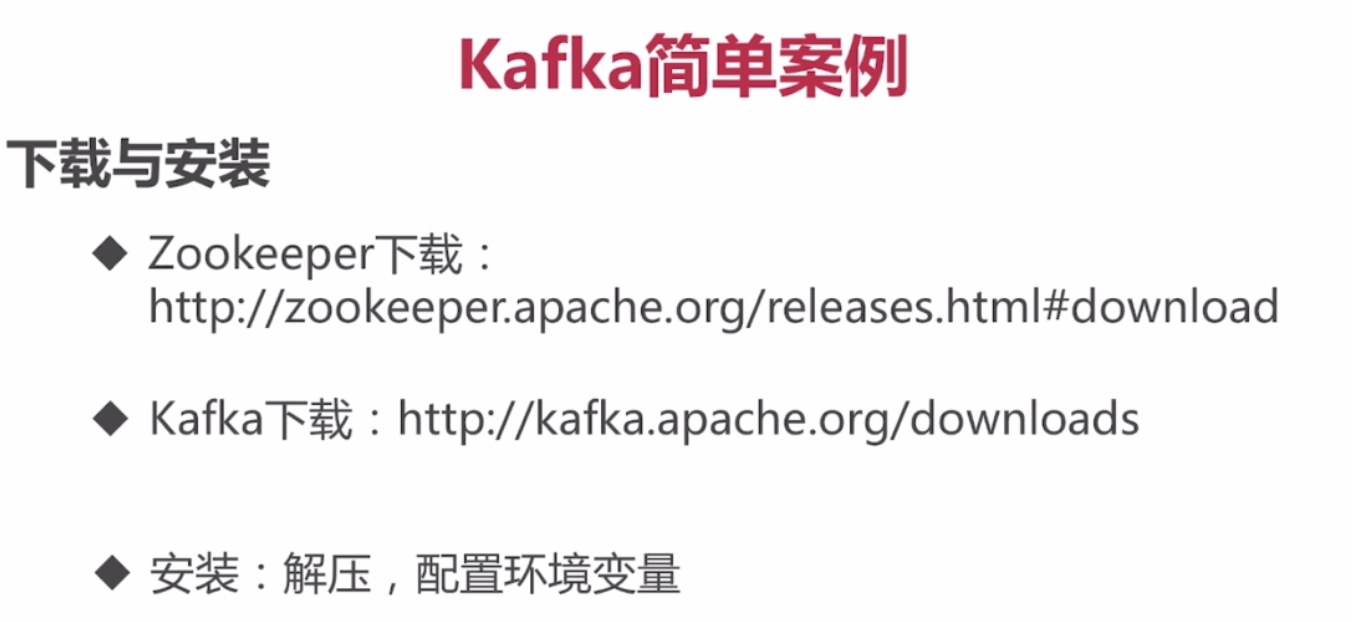 Kafka简单案例
下载与安装
◆ Zookeeper下载：
http://zookeeper.apache.org/releases.html#download
◆ Kafka下载：http://kafka.apache.org/downloads
◆ 安装：解压，配置环境变量